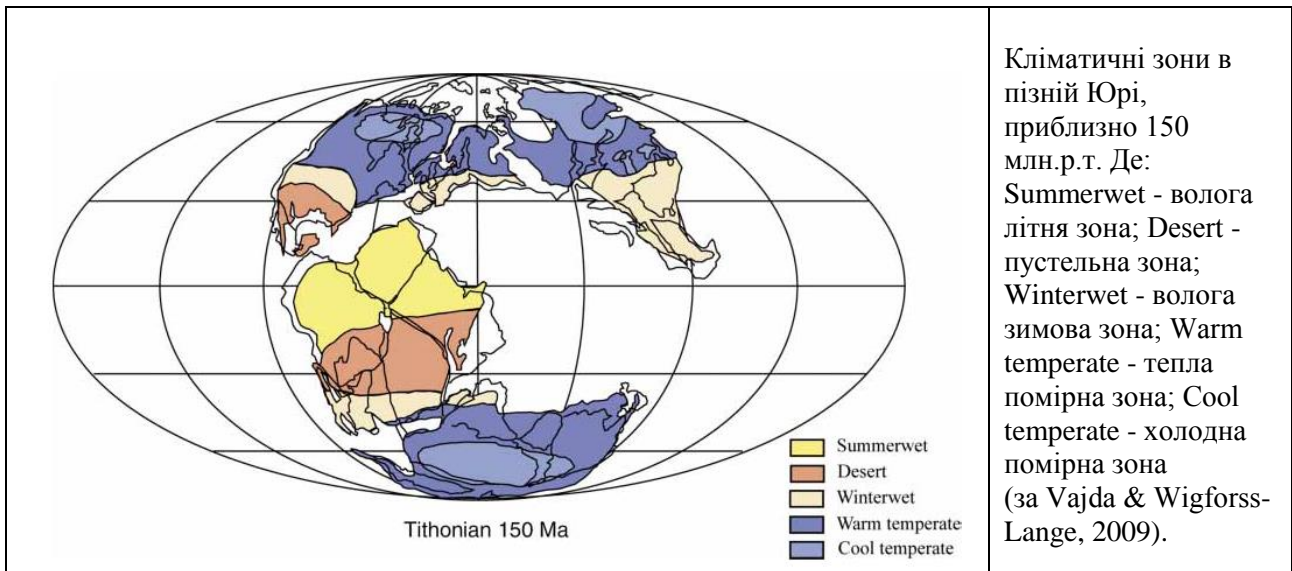 Summerwet
Desert
Winterwet
Warm temperate
Cool temperate
Tithonian 150 Ma
Кліматичні зони в
пізній Юрі,
приблизно 150
млн.р.т. Де:
Summerwet - волога
літня зона; Desert -
пустельна зона;
Winterwet - волога
зимова зона; Warm
temperate - тепла
помірна зона; Cool
temperate - холодна
помірна зона
(за Vajda & Wigforss-
Lange, 2009).